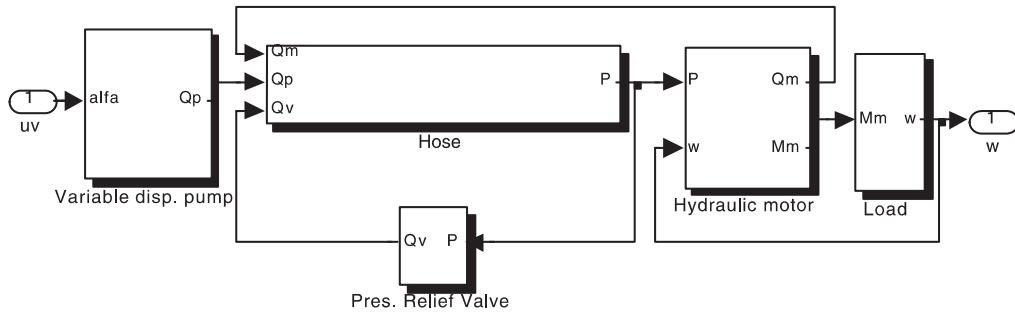 1
uv
alfa
Qp
Variable disp. pump
Qm
Qp
Qv
P
Hose
Qv
P
Pres. Relief Valve
P
w
Qm
Mm
Hydraulic motor
Mm
w
Load
1
w